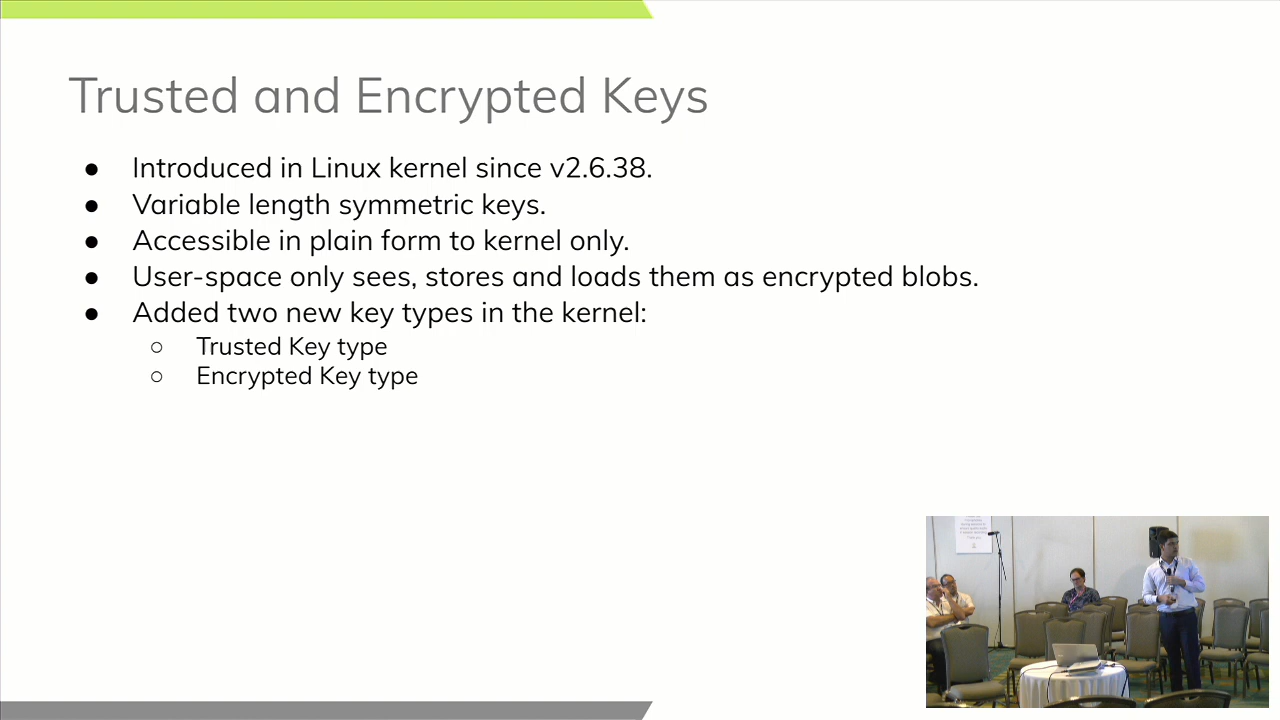 Trusted and Encrypted Keys
● Introduced in Linux kernel since v2.6.38.
● Variable length symmetric keys.
● Accessible in plain form to kernel only.
● User-space only sees, stores and loads them as encrypted blobs.
● Added two new key types in the kernel:
○ Trusted Key type
○ Encrypted Key type